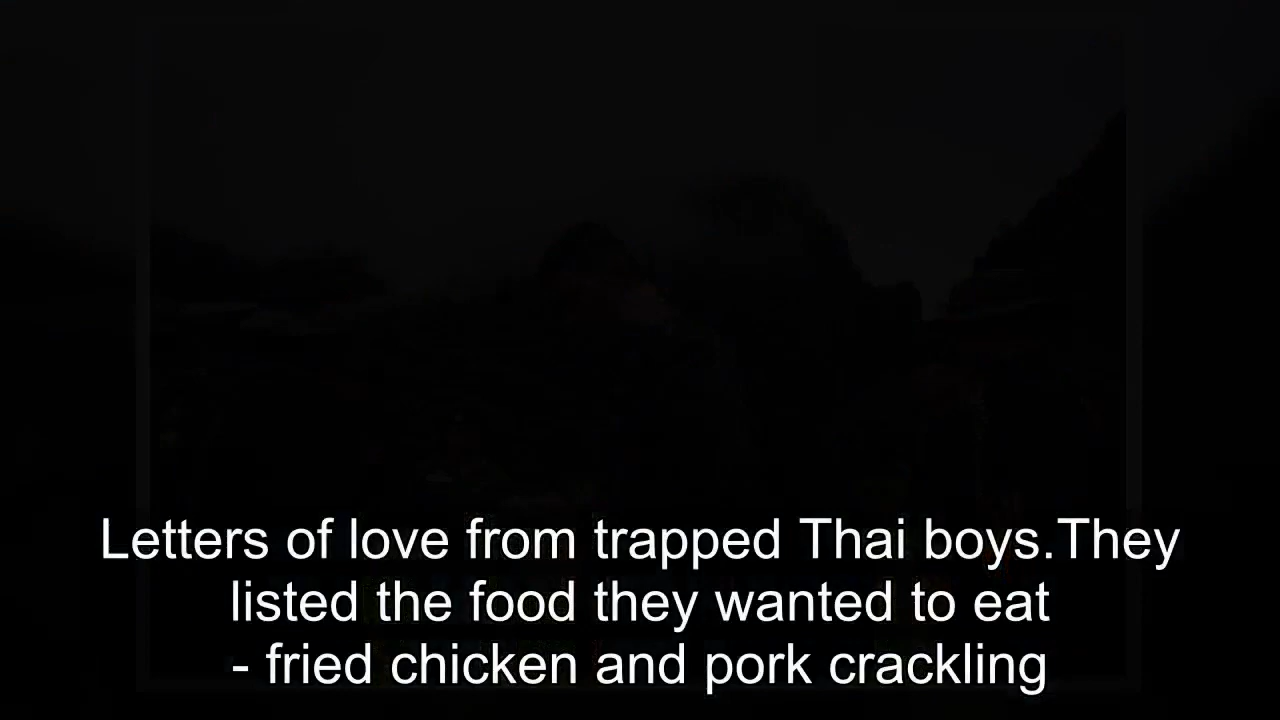 Letters of love from trapped Thai boys.They
listed the food they wanted to eat
- fried chicken and pork crackling